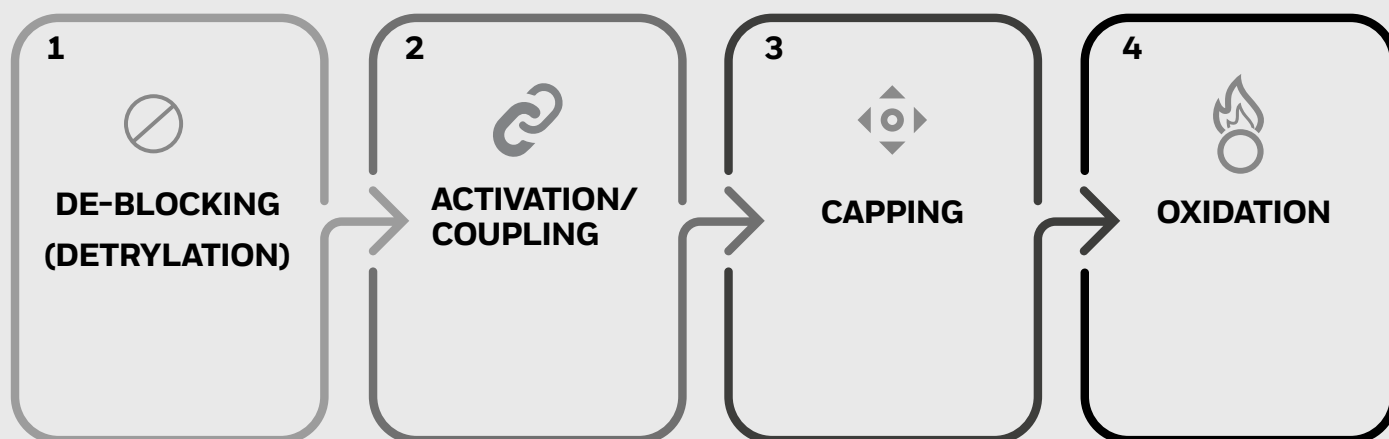 1
DE-BLOCKING
(DETRYLATION)
2
ACTIVATION/
COUPLING
3
CAPPING
4
OXIDATION